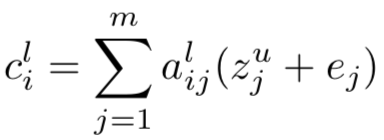 c_i^l = \sum_{j=1}^{m} a_{ij}^l (z_j^u + e_j)